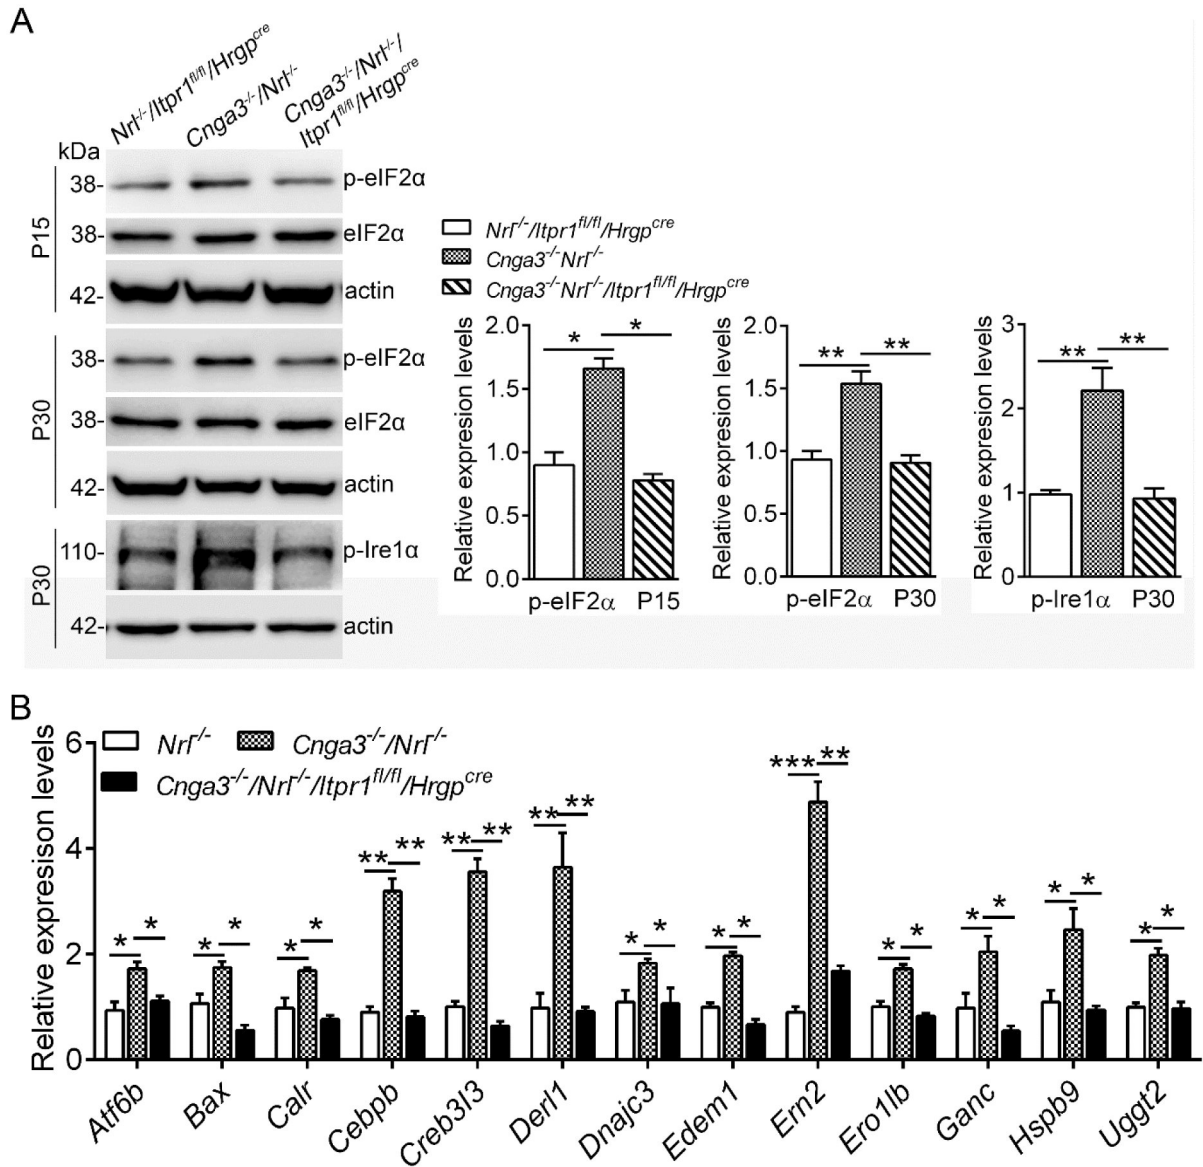 A
Nrl-/-/Itpr1fl/fl/Hrgpcre
Cnga3-/-/Nrl-/-
Cnga3-/-/Nrl-/-/
Itpr1fl/fl/Hrgpcre
kDa
P15
38- p-eIF2α
38- eIF2α
42- actin
P30
38- p-eIF2α
38- eIF2α
42- actin
P30
110- p-Ire1α
42- actin
Nrl-/-/Itpr1fl/fl/Hrgpcre
Cnga3-/-Nrl-/-
Cnga3-/-Nrl-/-/Itpr1fl/fl/Hrgpcre
Relative expression levels
2.0
1.5
1.0
0.5
0.0
* *
p-eIF2α P15
Relative expression levels
2.0
1.5
1.0
0.5
0.0
** **
p-eIF2α P30
Relative expression levels
3
2
1
0
** **
p-Ire1α P30
B
Relative expresison levels
6
4
2
0
Nrl-/- Cnga3-/-/Nrl-/-
Cnga3-/-/Nrl-/-/Itpr1fl/fl/Hrgpcre
* * * * * * ** ** ** ** ** ** * * * * *** ** * * * * * * * *
Atf6b
Bax
Calr
Cebpb
Creb3l3
Derl1
Dnajc3
Edem1
Ern2
Ero1lb
Ganc
Hspb9
Uggt2